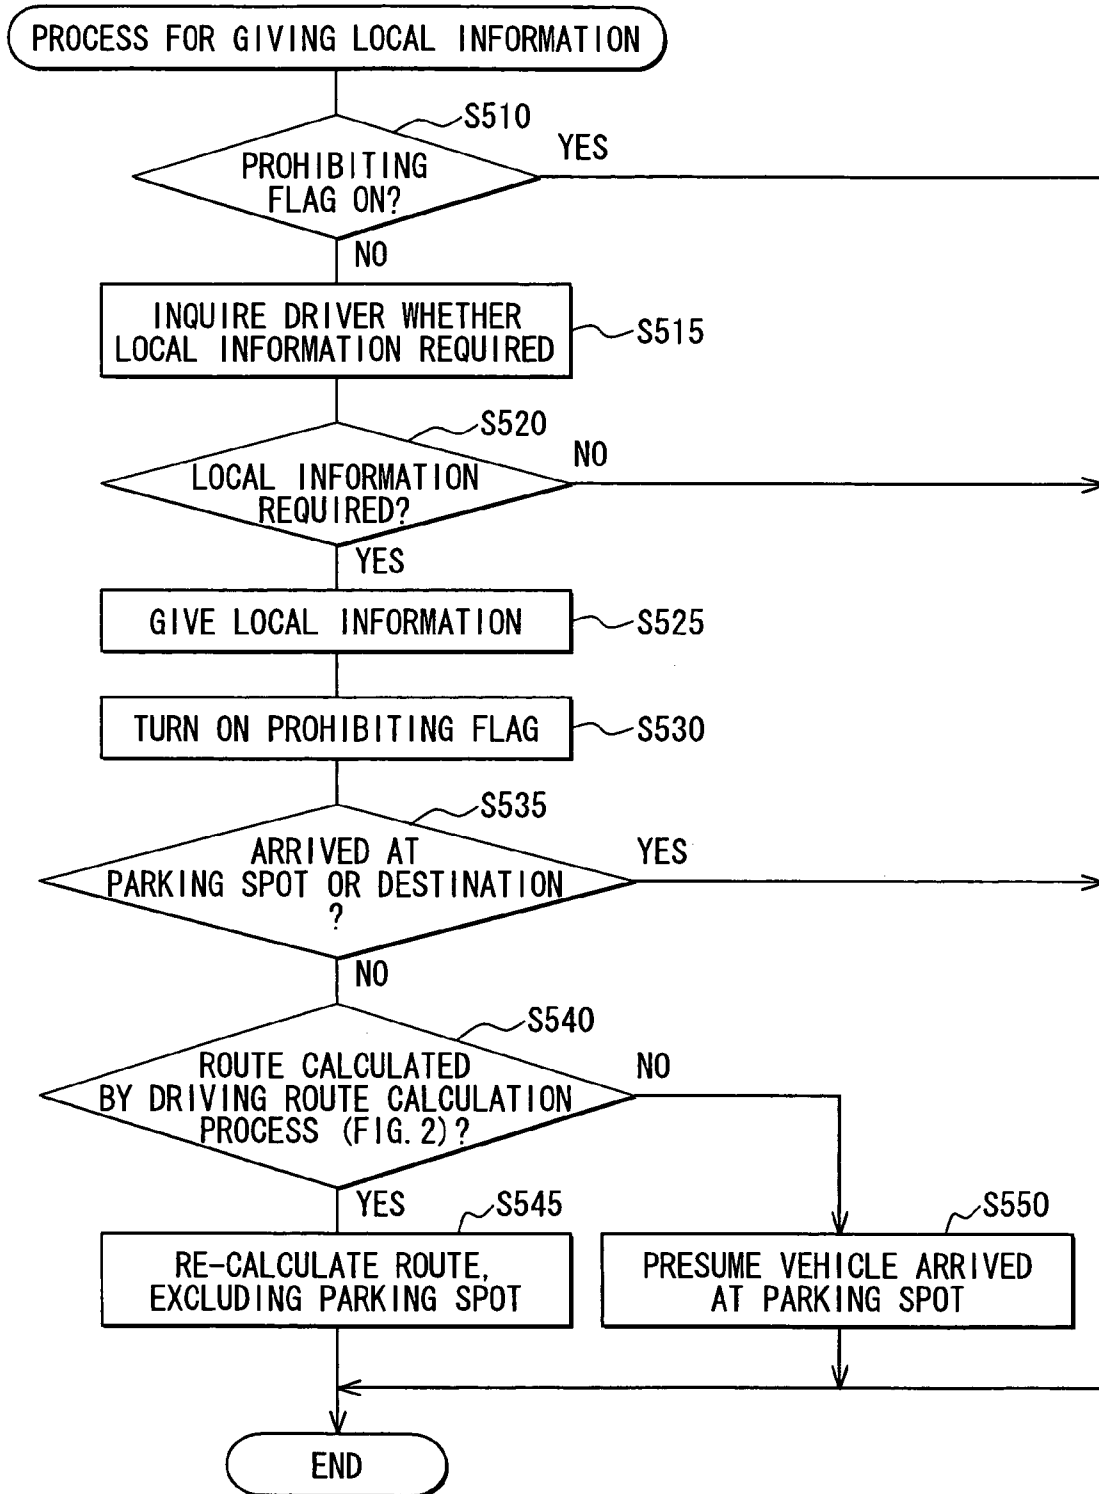 PROCESS FOR GIVING LOCAL INFORMATION
S510
YES
PROHIBITING
FLAG ON?
NO
INQUIRE DRIVER WHETHER
LOCAL INFORMATION REQUIRED
S515
S520
NO
LOCAL INFORMATION
REQUIRED?
YES
GIVE LOCAL INFORMATION
S525
TURN ON PROHIBITING FLAG
S530
S535
YES
ARRIVED AT
PARKING SPOT OR DESTINATION
?
NO
S540
NO
ROUTE CALCULATED
BY DRIVING ROUTE CALCULATION
PROCESS (FIG. 2)?
YES
S545
S550
RE-CALCULATE ROUTE,
EXCLUDING PARKING SPOT
PRESUME VEHICLE ARRIVED
AT PARKING SPOT
END